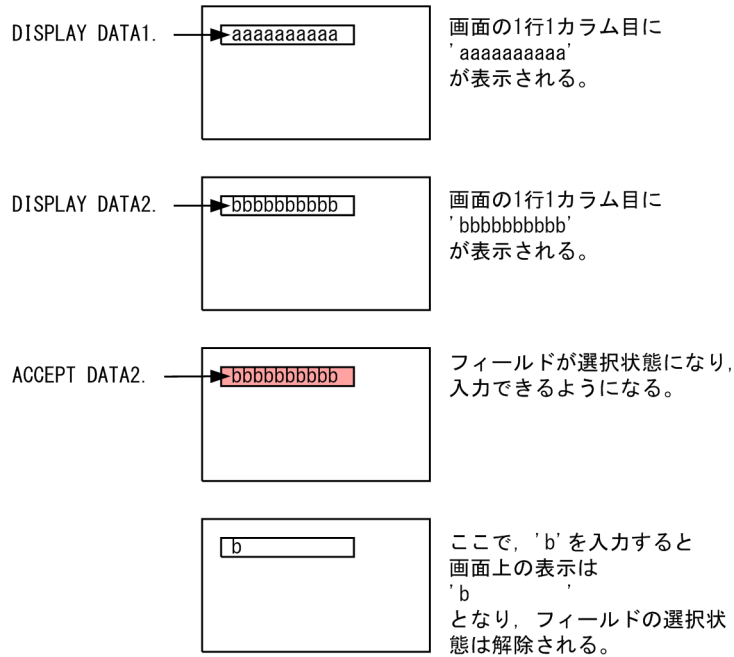 DISPLAY DATA1.
aaaaaaaaaa
画面の1行1カラム目に
'aaaaaaaaaa'
が表示される。
DISPLAY DATA2.
bbbbbbbbbb
画面の1行1カラム目に
'bbbbbbbbbb'
が表示される。
ACCEPT DATA2.
bbbbbbbbbb
フィールドが選択状態になり,
入力できるようになる。
b
ここで, 'b'を入力すると
画面上の表示は
'b         '
となり, フィールドの選択状
態は解除される。